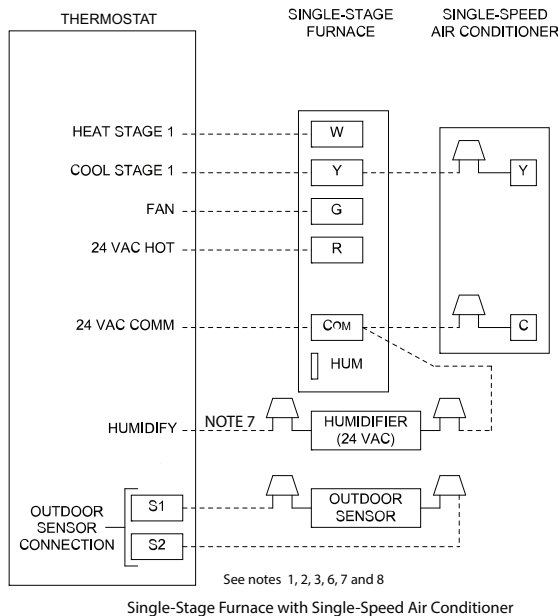 THERMOSTAT
SINGLE-STAGE
FURNACE
SINGLE-SPEED
AIR CONDITIONER
HEAT STAGE 1
W
COOL STAGE 1
Y
Y
FAN
G
24 VAC HOT
R
24 VAC COMM
COM
C
HUM
HUMIDIFY
NOTE 7
HUMIDIFIER
(24 VAC)
OUTDOOR
SENSOR
CONNECTION
S1
S2
OUTDOOR
SENSOR
See notes 1, 2, 3, 6, 7 and 8
Single-Stage Furnace with Single-Speed Air Conditioner